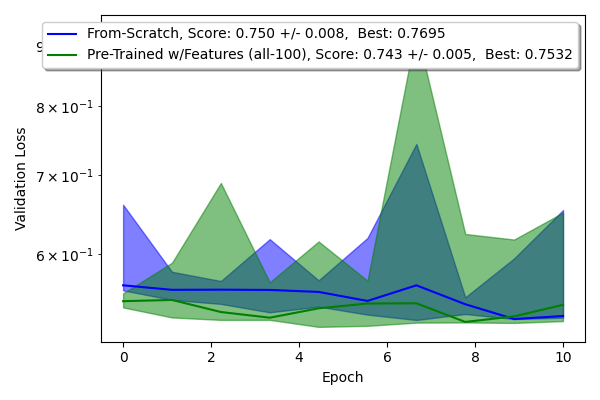 From-Scratch, Score: 0.750 +/- 0.008,  Best: 0.7695
Pre-Trained w/Features (all-100), Score: 0.743 +/- 0.005,  Best: 0.7532
8 × 10⁻¹
7 × 10⁻¹
6 × 10⁻¹
Validation Loss
0 2 4 6 8 10
Epoch